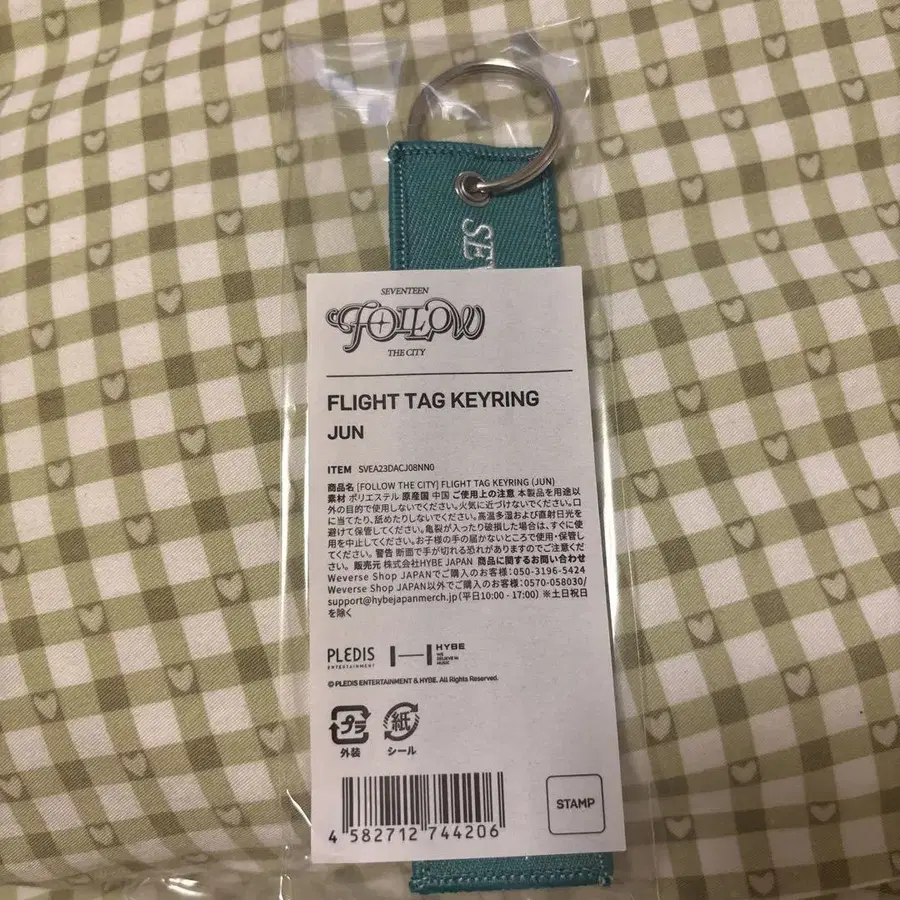 SE
SEVENTEEN
FOLLOW
THE CITY
FLIGHT TAG KEYRING
JUN
ITEM SVEA23DACJ08NN0
商品名 [FOLLOW THE CITY] FLIGHT TAG KEYRING (JUN)
素材 ポリエステル 原産国 中国 ご使用上の注意 本製品を用途以
外の目的で使用しないでください。火気に近づけないでください。口
に当てたり、舐めたりしないでください。高温多湿および直射日光を
避けて保管してください。亀裂が入ったり破損した場合は、すぐに使
用を中止してください。お子様の手の届かないところで使用・保管し
てください。 警告 断面で手が切れる恐れがありますのでご注意くださ
い。 販売元 株式会社HYBE JAPAN 商品に関するお問い合わせ
Weverse Shop JAPANでご購入のお客様：050-3196-5424
Weverse Shop JAPAN以外でご購入のお客様：0570-058030/
support@hybejapanmerch.jp（平日10:00 - 17:00）※土日祝日
を除く
PLEDIS
ENTERTAINMENT
HYBE
WE
BELIEVE IN
MUSIC
© PLEDIS ENTERTAINMENT & HYBE. All Rights Reserved.
プラ
外装
紙
シール
4 582712 744206
STAMP